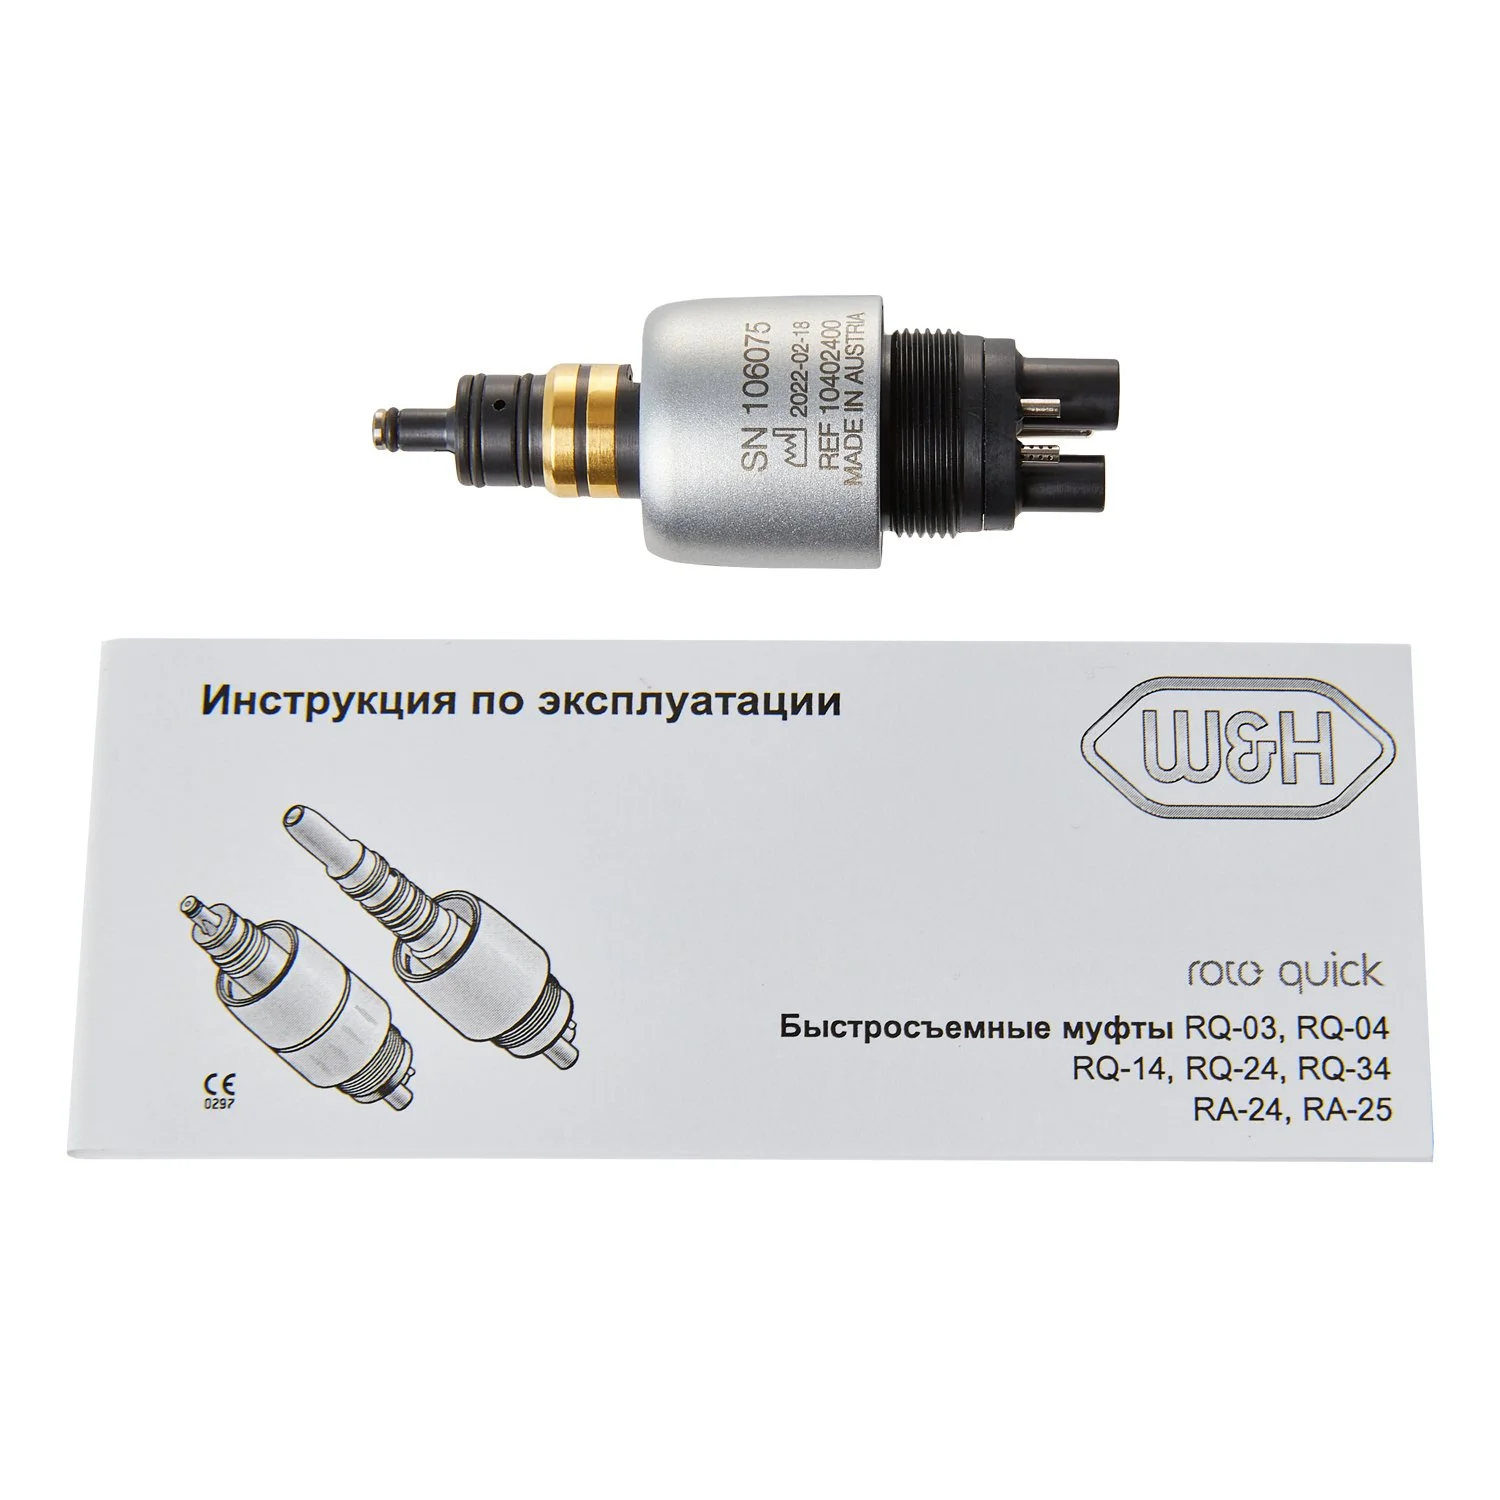 SN 106075
2022-02-18
REF 10402400
MADE IN AUSTRIA
Инструкция по эксплуатации
W&H
roto quick
Быстросъемные муфты RQ-03, RQ-04
RQ-14, RQ-24, RQ-34
RA-24, RA-25
CE
0297